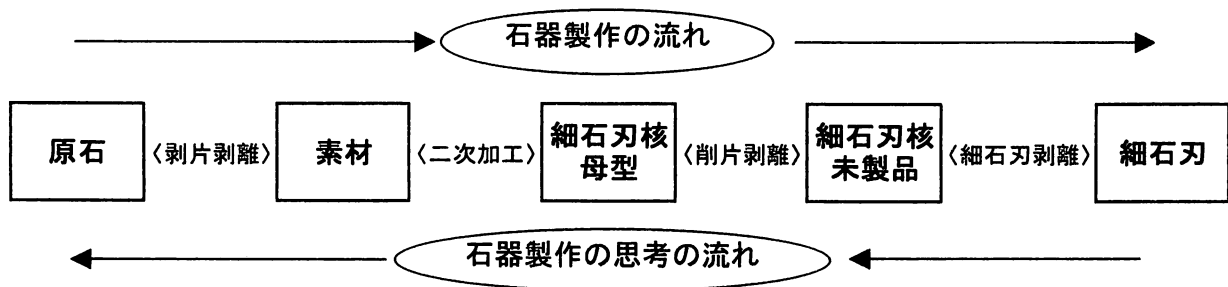 石器製作の流れ
原石 〈剥片剥離〉 素材 〈二次加工〉 細石刃核 〈削片剥離〉 細石刃核 〈細石刃剥離〉 細石刃
母型 未製品
石器製作の思考の流れ